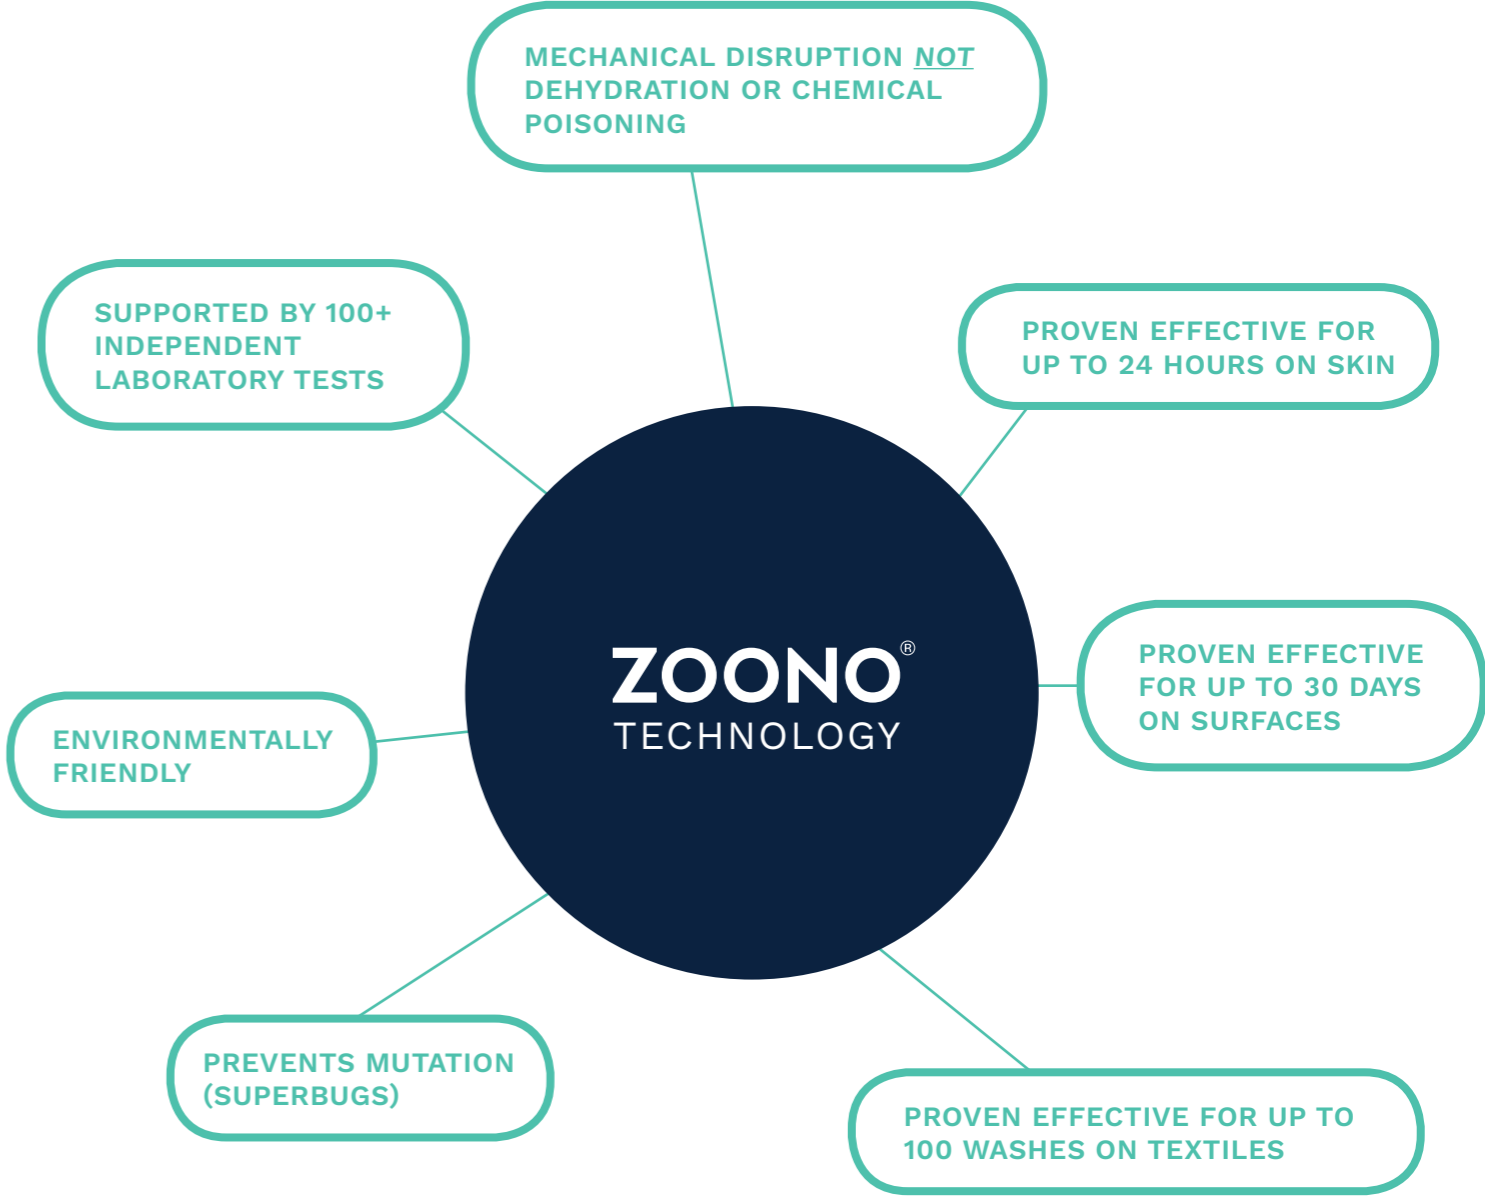 MECHANICAL DISRUPTION NOT
DEHYDRATION OR CHEMICAL
POISONING
SUPPORTED BY 100+
INDEPENDENT
LABORATORY TESTS
PROVEN EFFECTIVE FOR
UP TO 24 HOURS ON SKIN
ZOONO®
TECHNOLOGY
PROVEN EFFECTIVE
FOR UP TO 30 DAYS
ON SURFACES
ENVIRONMENTALLY
FRIENDLY
PREVENTS MUTATION
(SUPERBUGS)
PROVEN EFFECTIVE FOR UP TO
100 WASHES ON TEXTILES